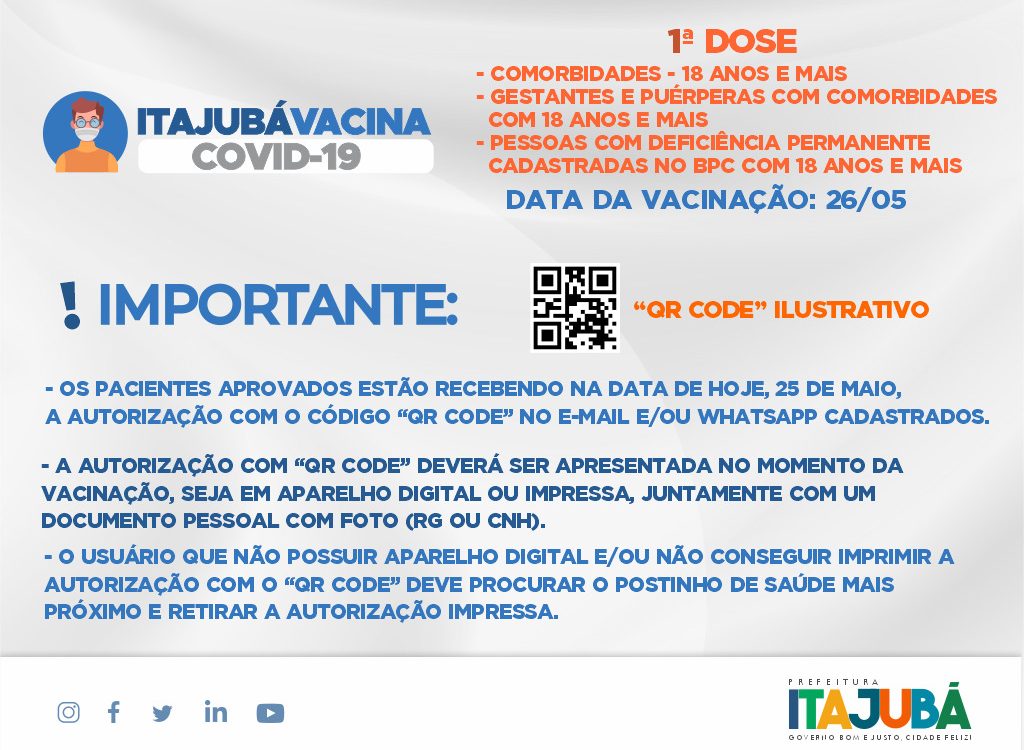 ITAJUBÁVACINA
COVID-19
1ª DOSE
- COMORBIDADES - 18 ANOS E MAIS
- GESTANTES E PUÉRPERAS COM COMORBIDADES
COM 18 ANOS E MAIS
- PESSOAS COM DEFICIÊNCIA PERMANENTE
CADASTRADAS NO BPC COM 18 ANOS E MAIS
DATA DA VACINAÇÃO: 26/05
! IMPORTANTE:
“QR CODE” ILUSTRATIVO
- OS PACIENTES APROVADOS ESTÃO RECEBENDO NA DATA DE HOJE, 25 DE MAIO,
A AUTORIZAÇÃO COM O CÓDIGO “QR CODE” NO E-MAIL E/OU WHATSAPP CADASTRADOS.
- A AUTORIZAÇÃO COM “QR CODE” DEVERÁ SER APRESENTADA NO MOMENTO DA
VACINAÇÃO, SEJA EM APARELHO DIGITAL OU IMPRESSA, JUNTAMENTE COM UM
DOCUMENTO PESSOAL COM FOTO (RG OU CNH).
- O USUÁRIO QUE NÃO POSSUIR APARELHO DIGITAL E/OU NÃO CONSEGUIR IMPRIMIR A
AUTORIZAÇÃO COM O “QR CODE” DEVE PROCURAR O POSTINHO DE SAÚDE MAIS
PRÓXIMO E RETIRAR A AUTORIZAÇÃO IMPRESSA.
PREFEITURA
ITAJUBÁ
GOVERNO BOM E JUSTO, CIDADE FELIZ!